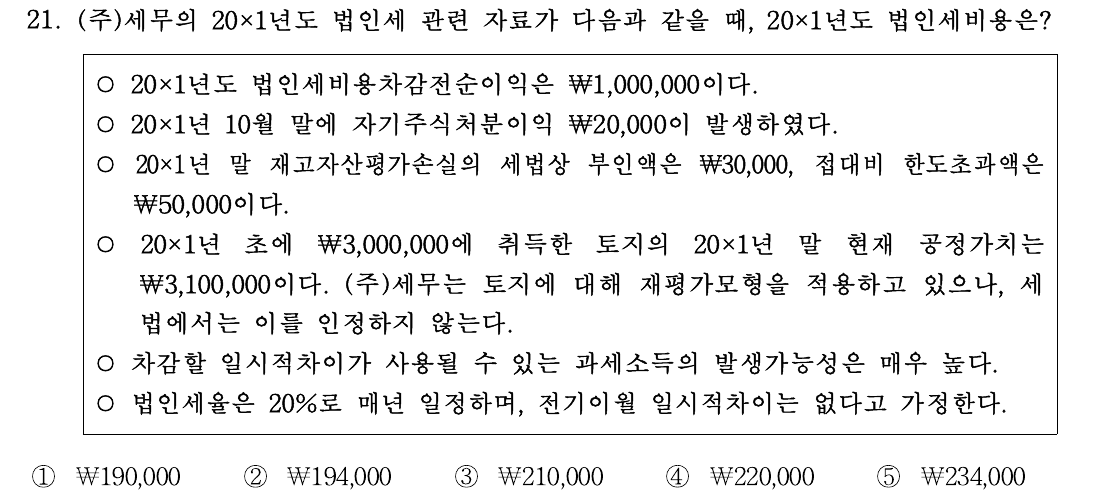 21. (주)세무의 20×1년도 법인세 관련 자료가 다음과 같을 때, 20×1년도 법인세비용은?
○ 20×1년도 법인세비용차감전순이익은 ₩1,000,000이다.
○ 20×1년 10월 말에 자기주식처분이익 ₩20,000이 발생하였다.
○ 20×1년 말 재고자산평가손실의 세법상 부인액은 ₩30,000, 접대비 한도초과액은
₩50,000이다.
○ 20×1년 초에 ₩3,000,000에 취득한 토지의 20×1년 말 현재 공정가치는
₩3,100,000이다. (주)세무는 토지에 대해 재평가모형을 적용하고 있으나, 세
법에서는 이를 인정하지 않는다.
○ 차감할 일시적차이가 사용될 수 있는 과세소득의 발생가능성은 매우 높다.
○ 법인세율은 20%로 매년 일정하며, 전기이월 일시적차이는 없다고 가정한다.
① ₩190,000 ② ₩194,000 ③ ₩210,000 ④ ₩220,000 ⑤ ₩234,000